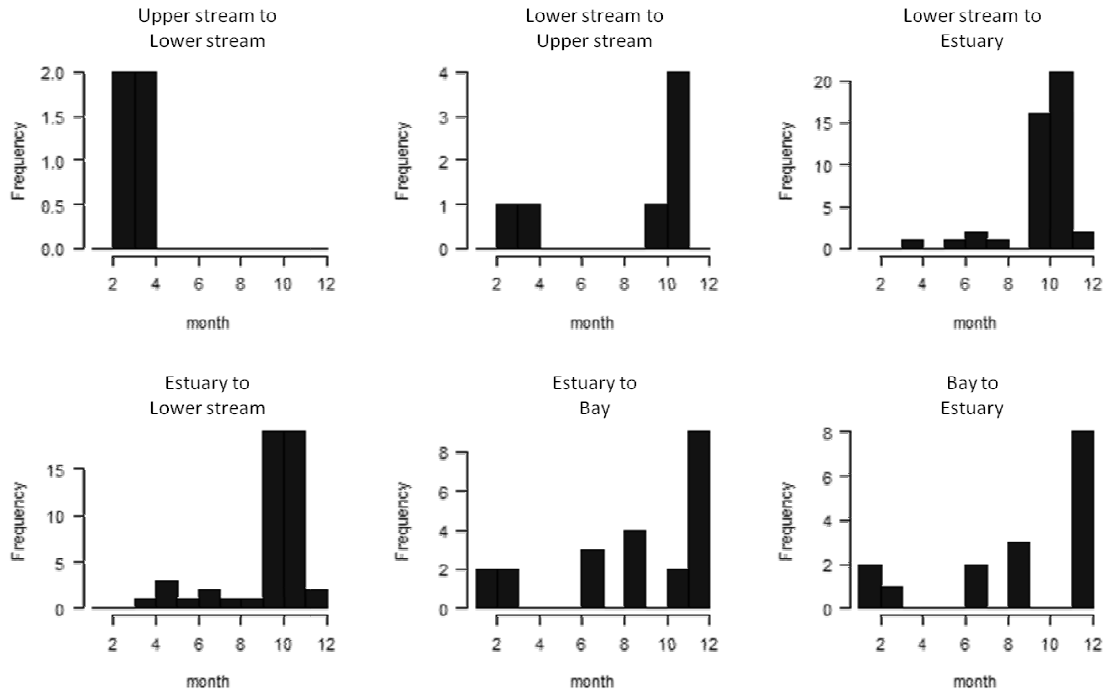 Upper stream to
Lower stream
2.0
1.5
1.0
0.5
0.0
Frequency
2 4 6 8 10 12
month
Lower stream to
Upper stream
4
3
2
1
0
Frequency
2 4 6 8 10 12
month
Lower stream to
Estuary
20
15
10
5
0
Frequency
2 4 6 8 10 12
month
Estuary to
Lower stream
15
10
5
0
Frequency
2 4 6 8 10 12
month
Estuary to
Bay
8
6
4
2
0
Frequency
2 4 6 8 10 12
month
Bay to
Estuary
8
6
4
2
0
Frequency
2 4 6 8 10 12
month